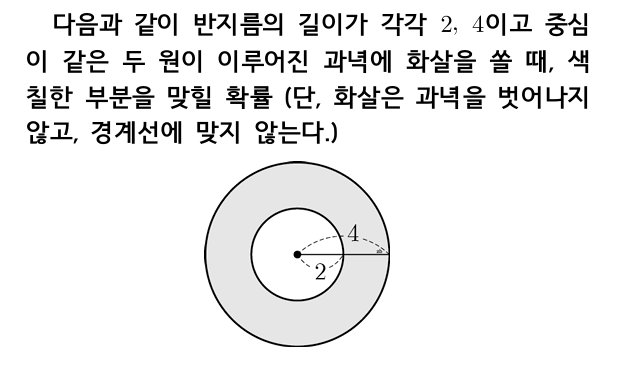 다음과 같이 반지름의 길이가 각각 2, 4이고 중심
이 같은 두 원이 이루어진 과녁에 화살을 쏠 때, 색
칠한 부분을 맞힐 확률 (단, 화살은 과녁을 벗어나지
않고, 경계선에 맞지 않는다.)
4
2